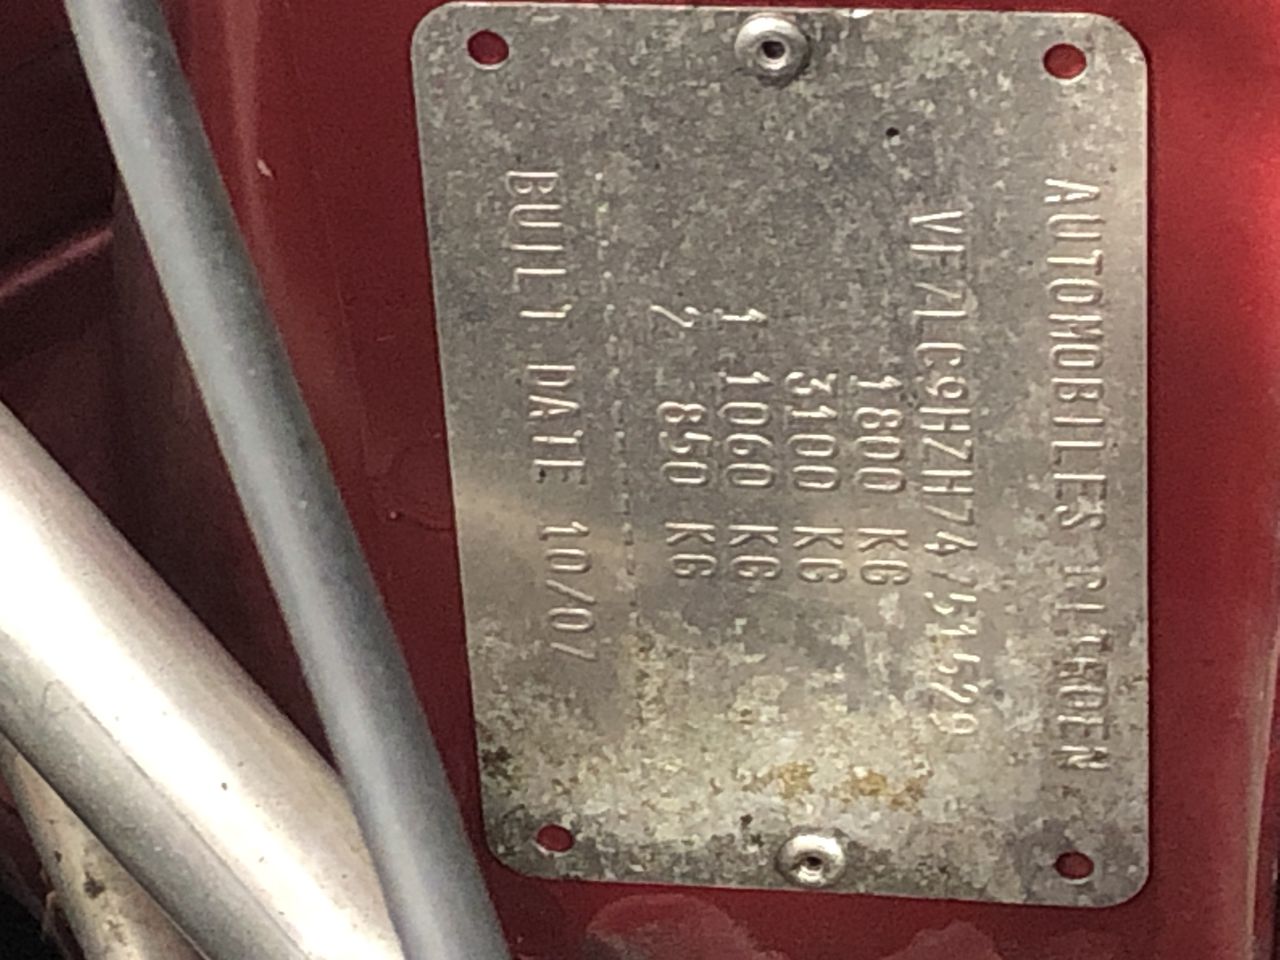 AUTOMOBILES CITROEN
VF7LC9HZH74751529
1800 KG
3100 KG
1 1060 KG
2 850 KG
BUILT DATE 10/07